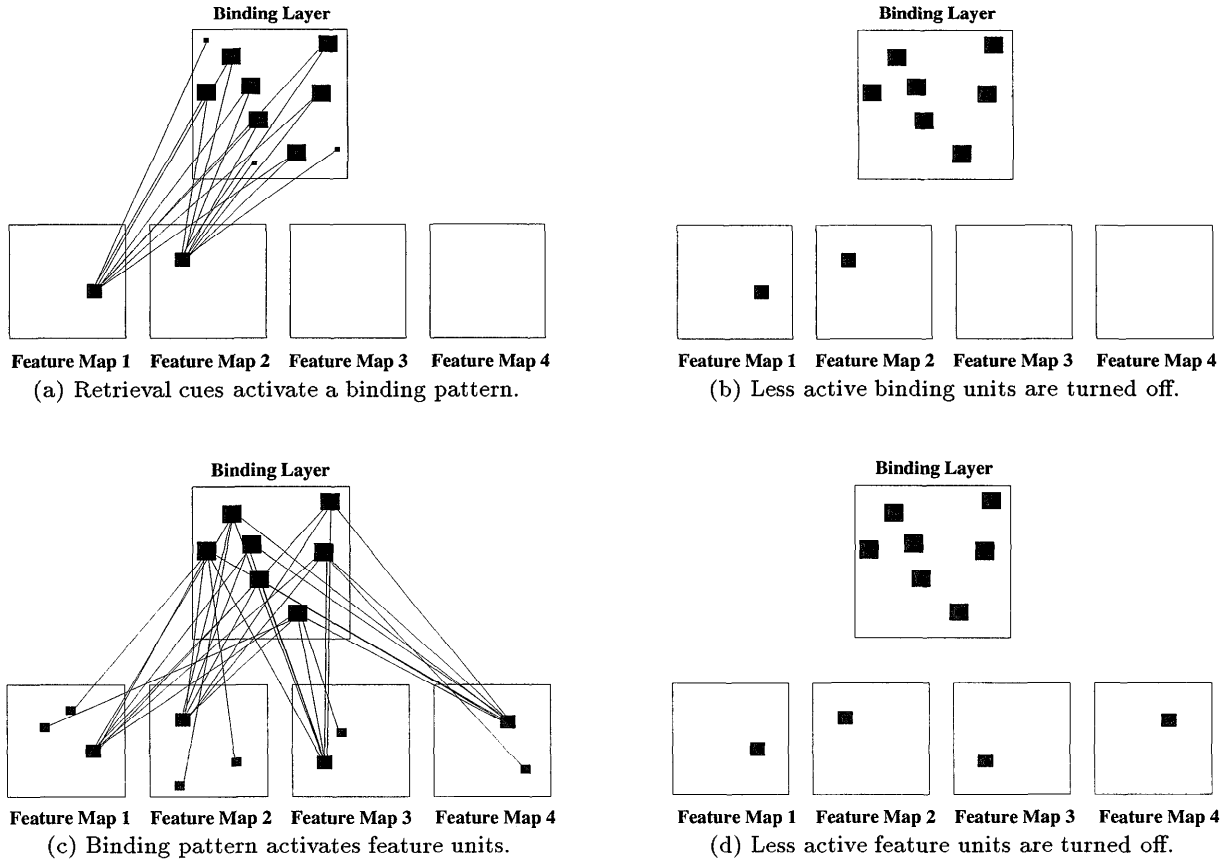 Binding Layer
Feature Map 1 Feature Map 2 Feature Map 3 Feature Map 4
(a) Retrieval cues activate a binding pattern.
Binding Layer
Feature Map 1 Feature Map 2 Feature Map 3 Feature Map 4
(b) Less active binding units are turned off.
Binding Layer
Feature Map 1 Feature Map 2 Feature Map 3 Feature Map 4
(c) Binding pattern activates feature units.
Binding Layer
Feature Map 1 Feature Map 2 Feature Map 3 Feature Map 4
(d) Less active feature units are turned off.